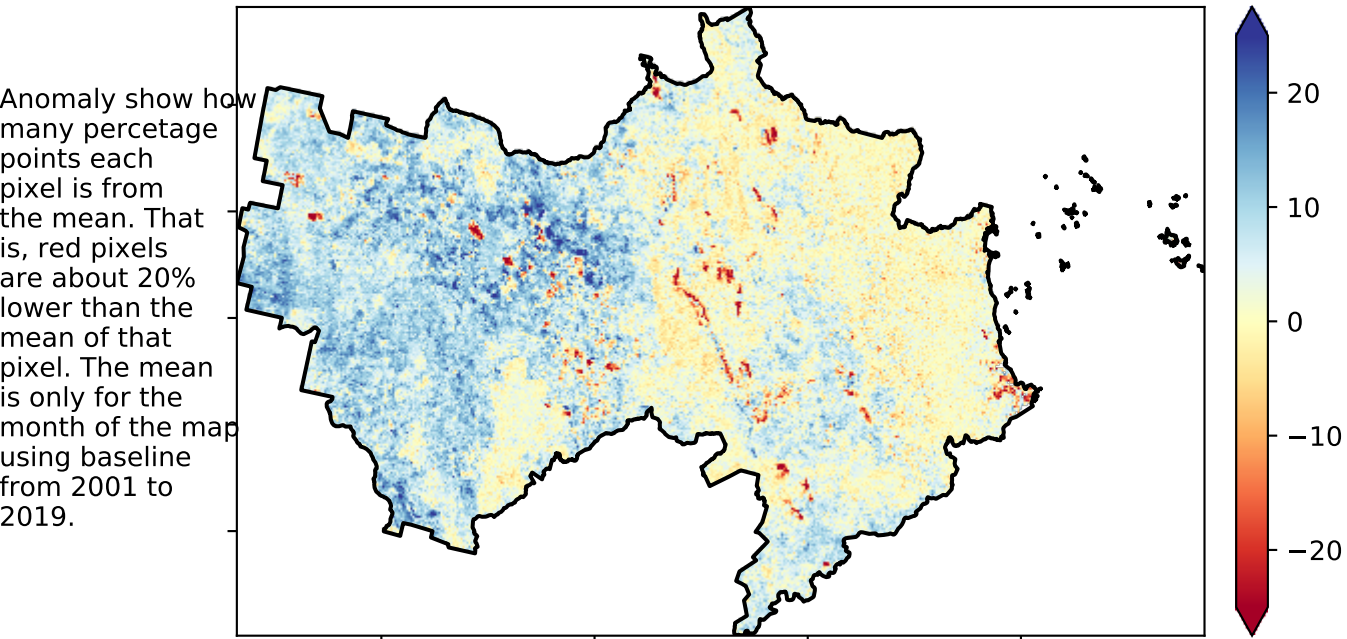 Anomaly show how
many percetage
points each
pixel is from
the mean. That
is, red pixels
are about 20%
lower than the
mean of that
pixel. The mean
is only for the
month of the map
using baseline
from 2001 to
2019.
20
10
0
−10
−20